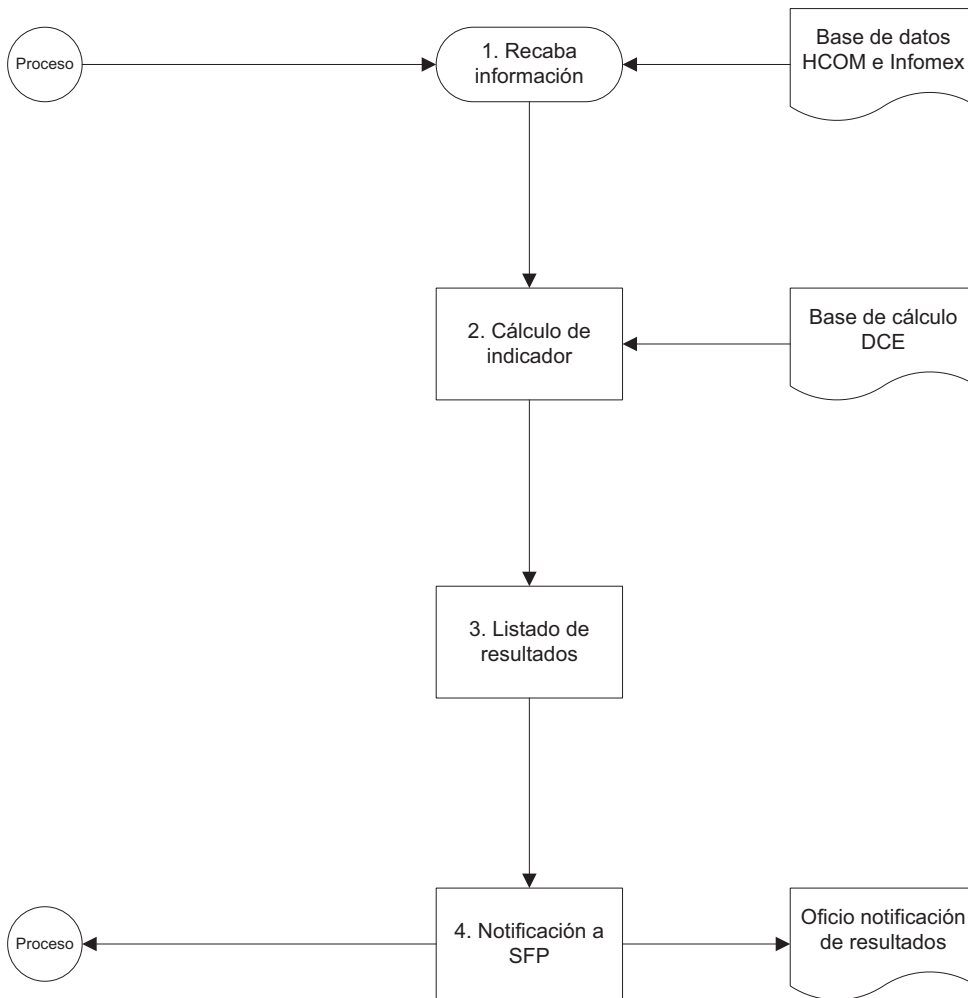 Proceso
1. Recaba
información
Base de datos
HCOM e Infomex
2. Cálculo de
indicador
Base de cálculo
DCE
3. Listado de
resultados
Proceso
4. Notificación a
SFP
Oficio notificación
de resultados